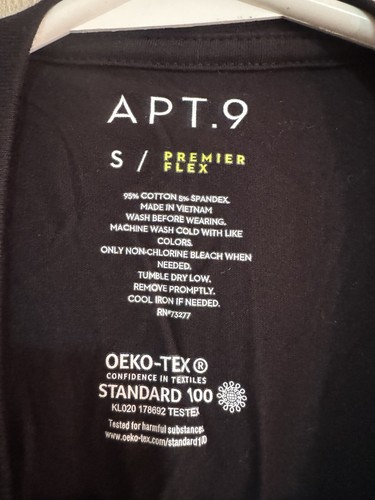 APT.9
S / PREMIER
FLEX
95% COTTON 5% SPANDEX.
MADE IN VIETNAM
WASH BEFORE WEARING.
MACHINE WASH COLD WITH LIKE
COLORS.
ONLY NON-CHLORINE BLEACH WHEN
NEEDED.
TUMBLE DRY LOW.
REMOVE PROMPTLY.
COOL IRON IF NEEDED.
RN#73277
OEKO-TEX®
CONFIDENCE IN TEXTILES
STANDARD 100
KL020 178692 TESTEX
Tested for harmful substances
www.oeko-tex.com/standard100